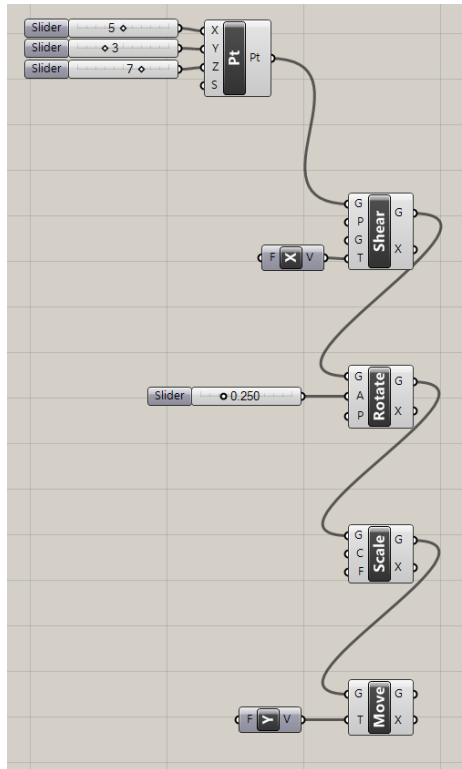 Slider 5
Slider 3
Slider 7
X
Y
Z
S
Pt
Pt
G
P
G
T
Shear
G
X
F X V
Slider 0.250
G
A
P
Rotate
G
X
G
C
F
Scale
G
X
F Y V
G
T
Move
G
X